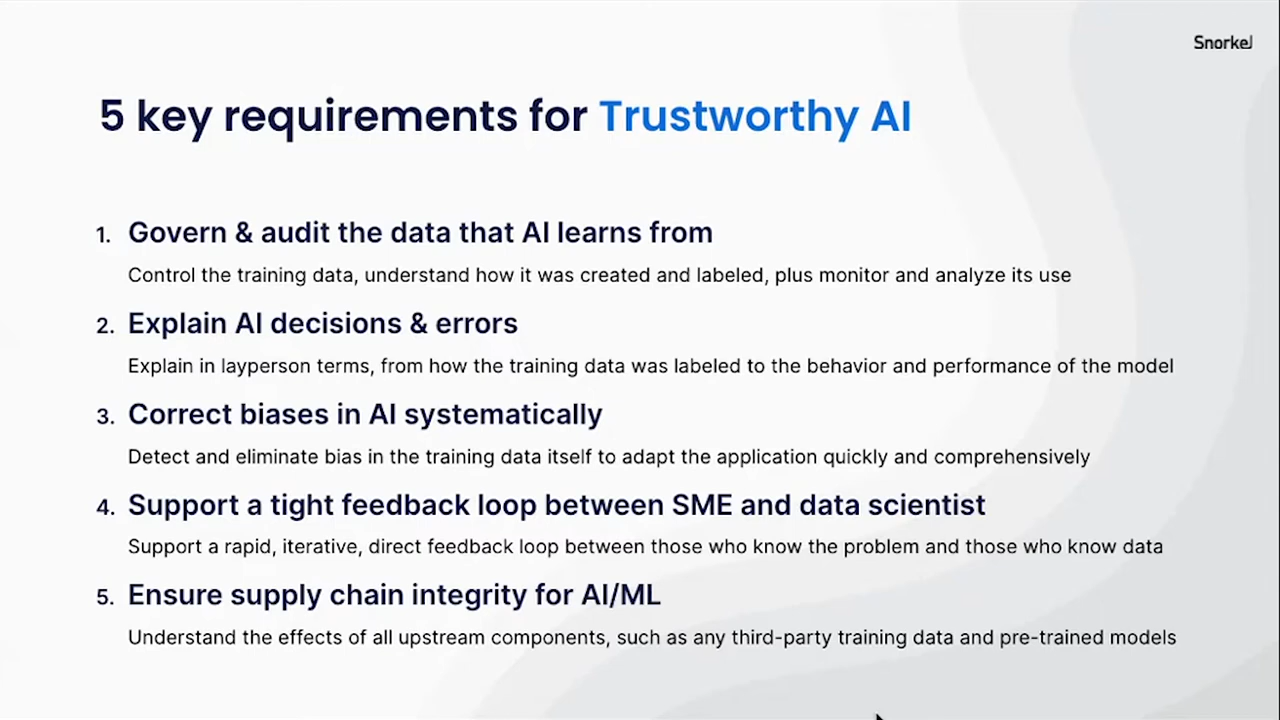 Snorkel
5 key requirements for Trustworthy AI
1. Govern & audit the data that AI learns from
Control the training data, understand how it was created and labeled, plus monitor and analyze its use
2. Explain AI decisions & errors
Explain in layperson terms, from how the training data was labeled to the behavior and performance of the model
3. Correct biases in AI systematically
Detect and eliminate bias in the training data itself to adapt the application quickly and comprehensively
4. Support a tight feedback loop between SME and data scientist
Support a rapid, iterative, direct feedback loop between those who know the problem and those who know data
5. Ensure supply chain integrity for AI/ML
Understand the effects of all upstream components, such as any third-party training data and pre-trained models